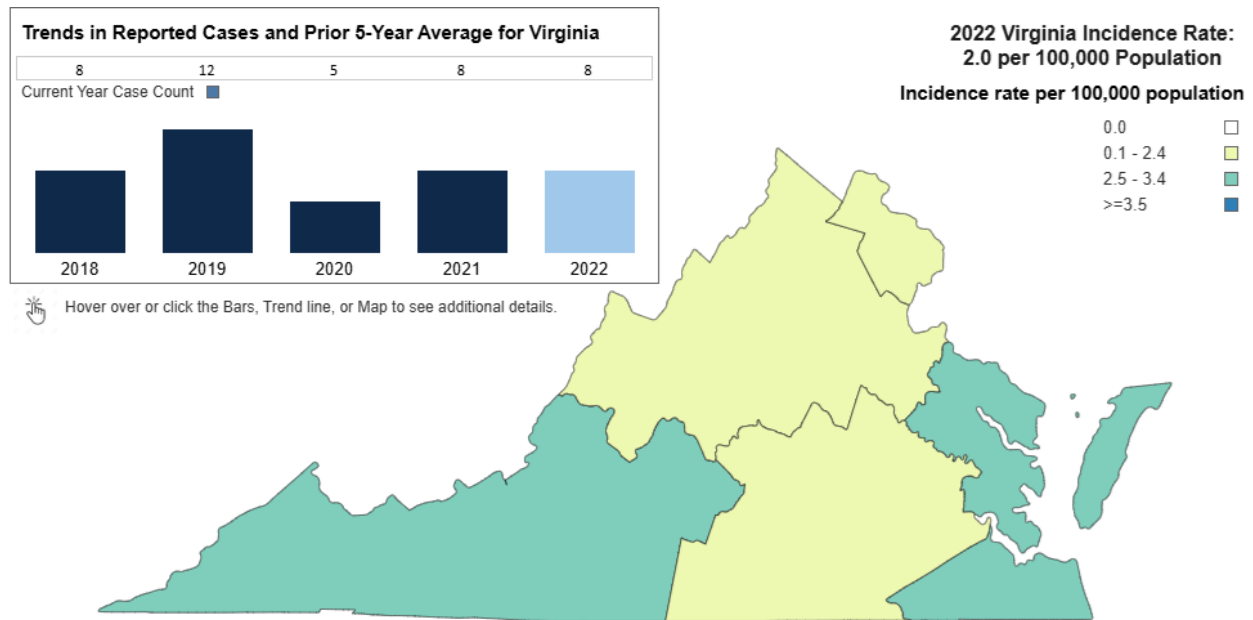 Trends in Reported Cases and Prior 5-Year Average for Virginia
8 12 5 8 8
Current Year Case Count
2018 2019 2020 2021 2022
Hover over or click the Bars, Trend line, or Map to see additional details.
2022 Virginia Incidence Rate:
2.0 per 100,000 Population
Incidence rate per 100,000 population
0.0
0.1 - 2.4
2.5 - 3.4
>=3.5